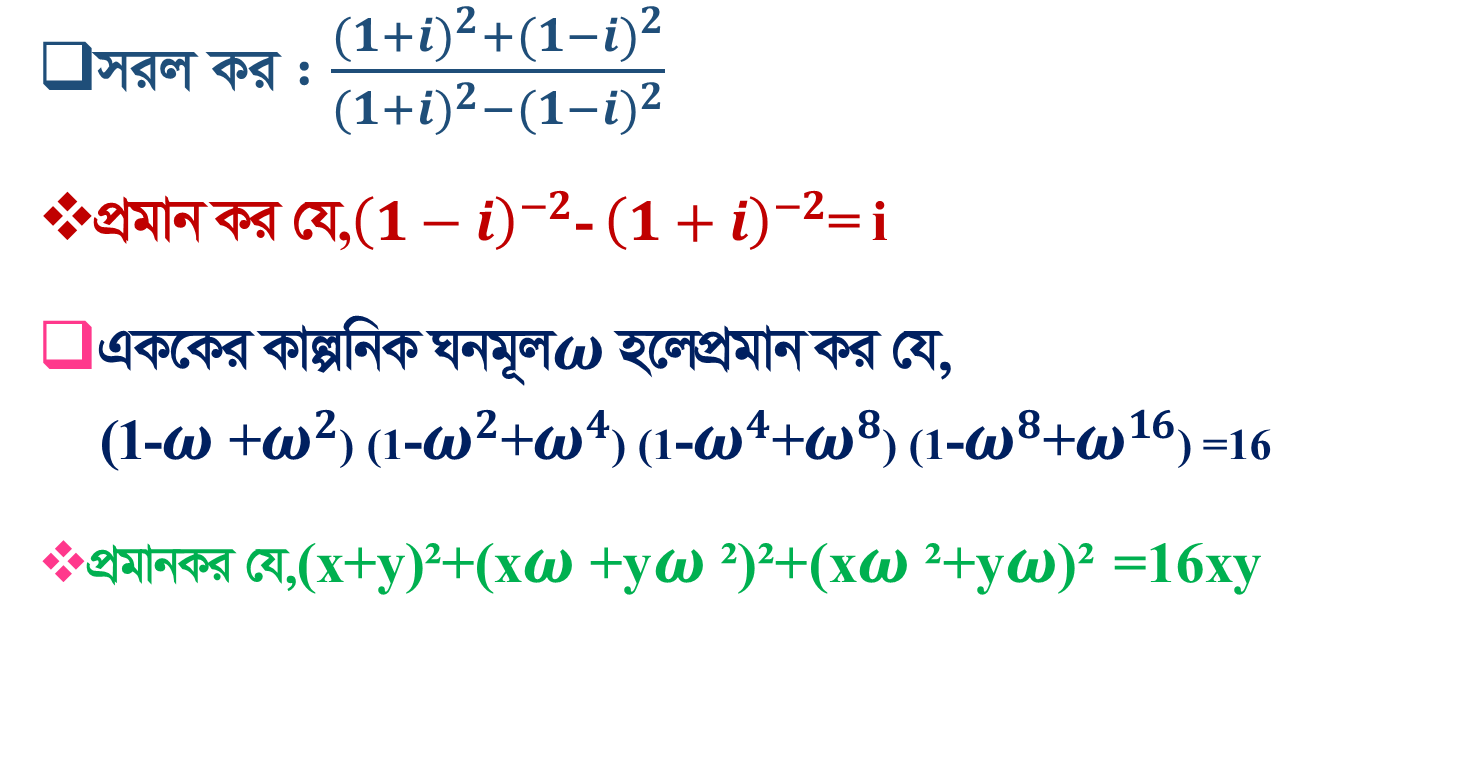 ❑সরল কর : \frac{(1+i)^2+(1-i)^2}{(1+i)^2-(1-i)^2}
❖প্রমান কর যে,(1 − i)⁻²- (1 + i)⁻²= i
❑এককের কাল্পনিক ঘনমূলω হলেপ্রমান কর যে,
(1-ω +ω²) (1-ω²+ω⁴) (1-ω⁴+ω⁸) (1-ω⁸+ω¹⁶) =16
❖প্রমানকর যে,(x+y)²+(xω +yω ²)²+(xω ²+yω)² =16xy